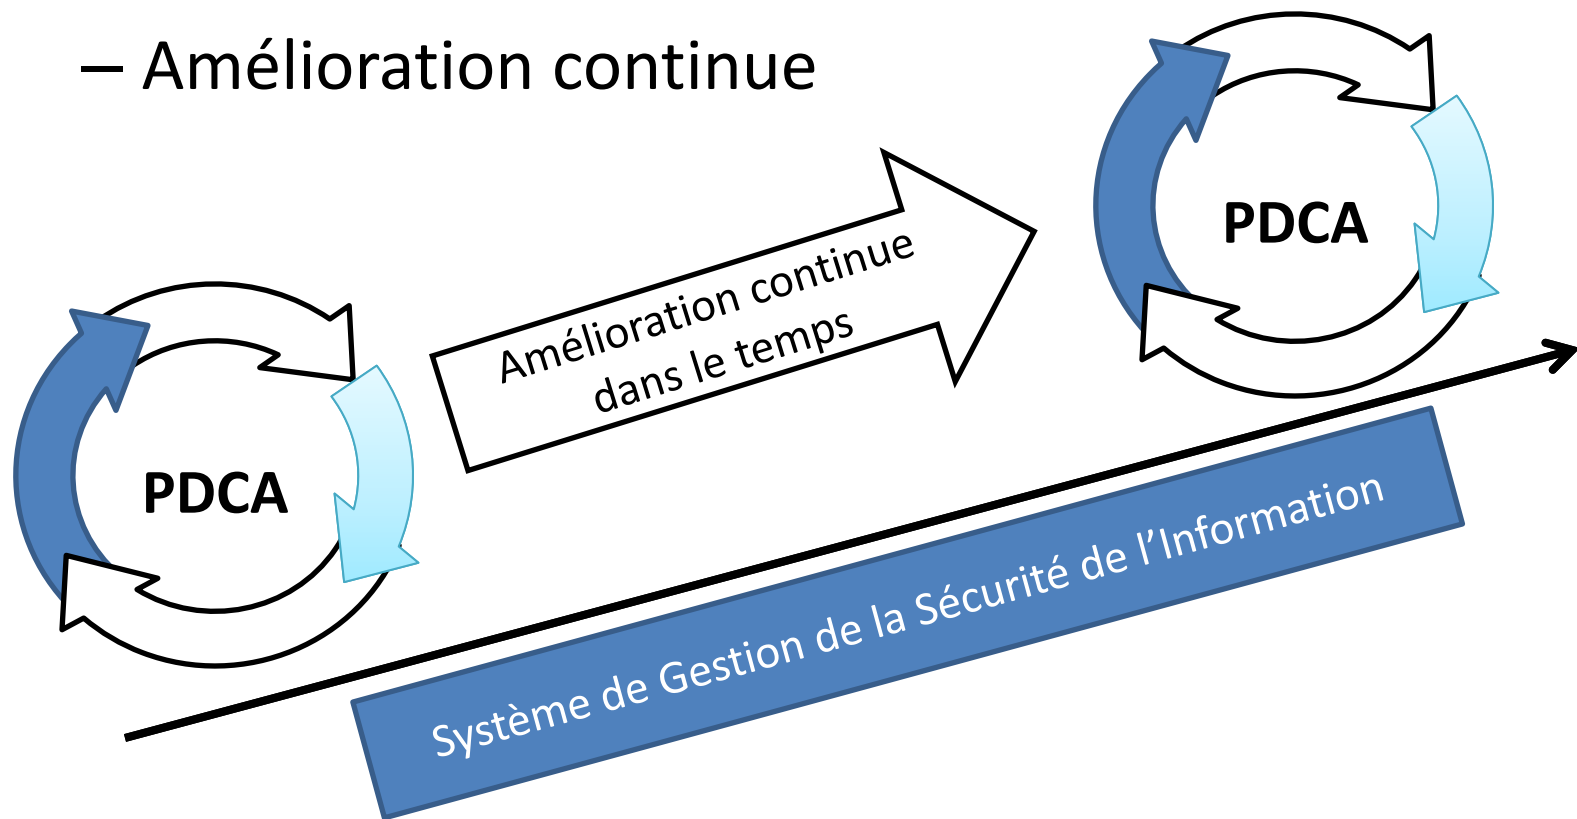 – Amélioration continue
PDCA
Amélioration continue
dans le temps
PDCA
Système de Gestion de la Sécurité de l’Information